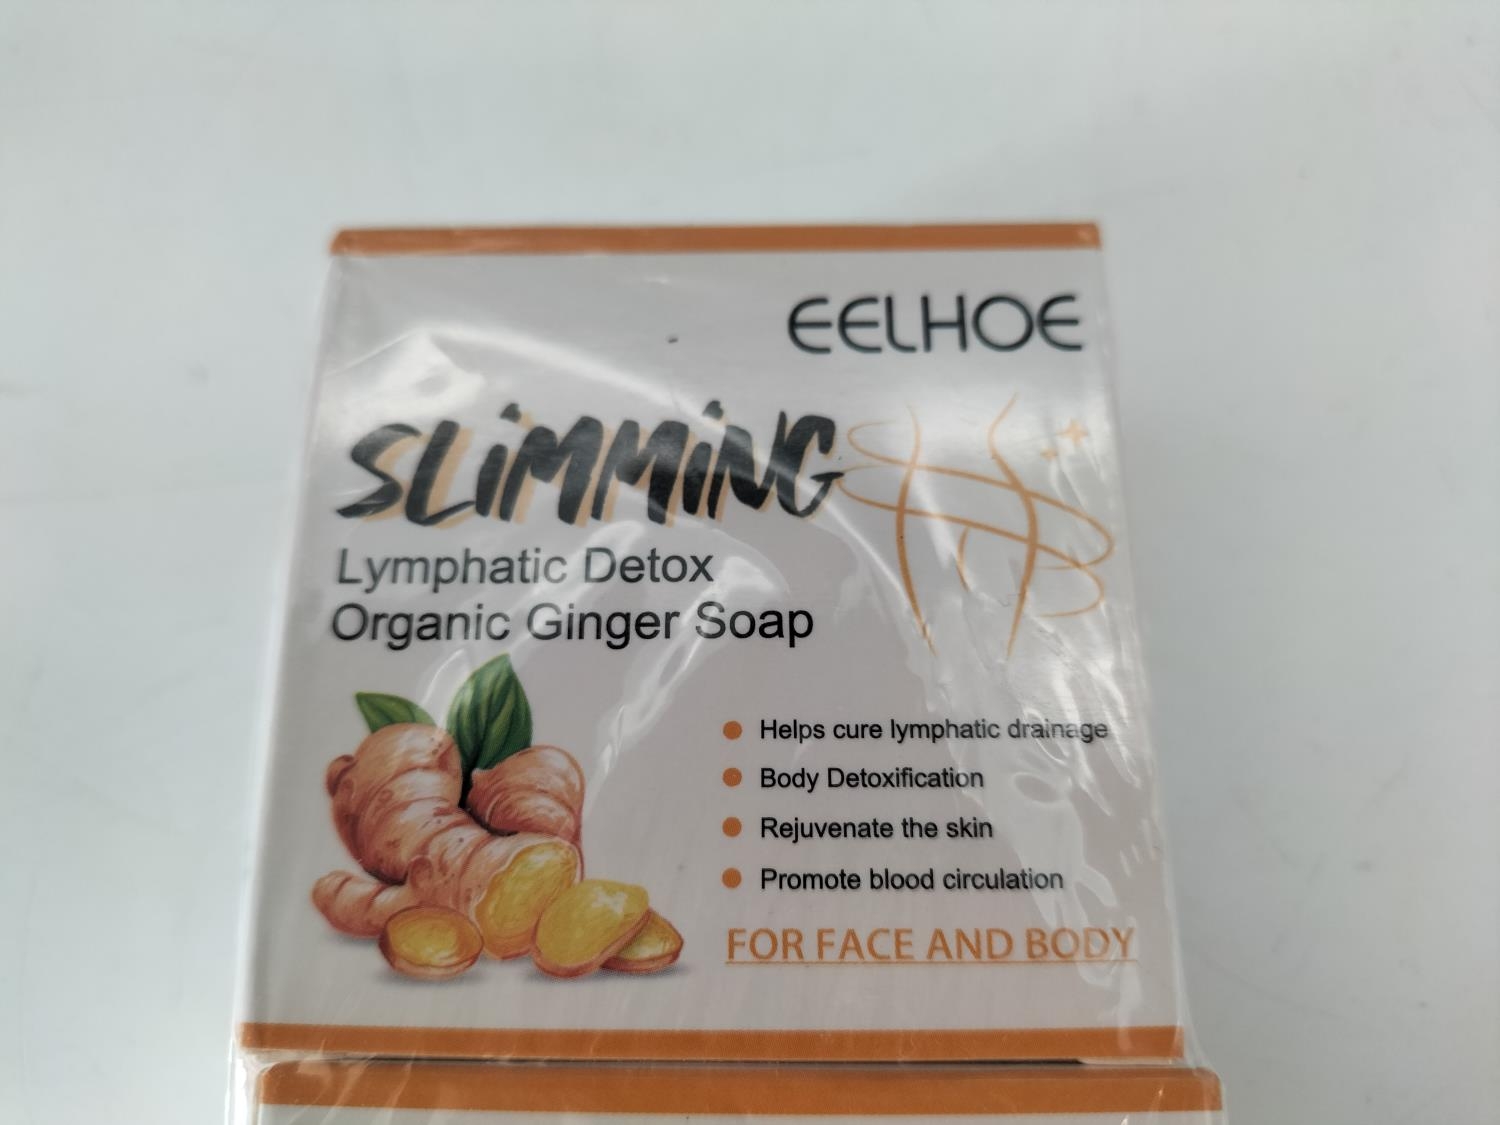 EELHOE
SLiMMiNG
Lymphatic Detox
Organic Ginger Soap
Helps cure lymphatic drainage
Body Detoxification
Rejuvenate the skin
Promote blood circulation
FOR FACE AND BODY